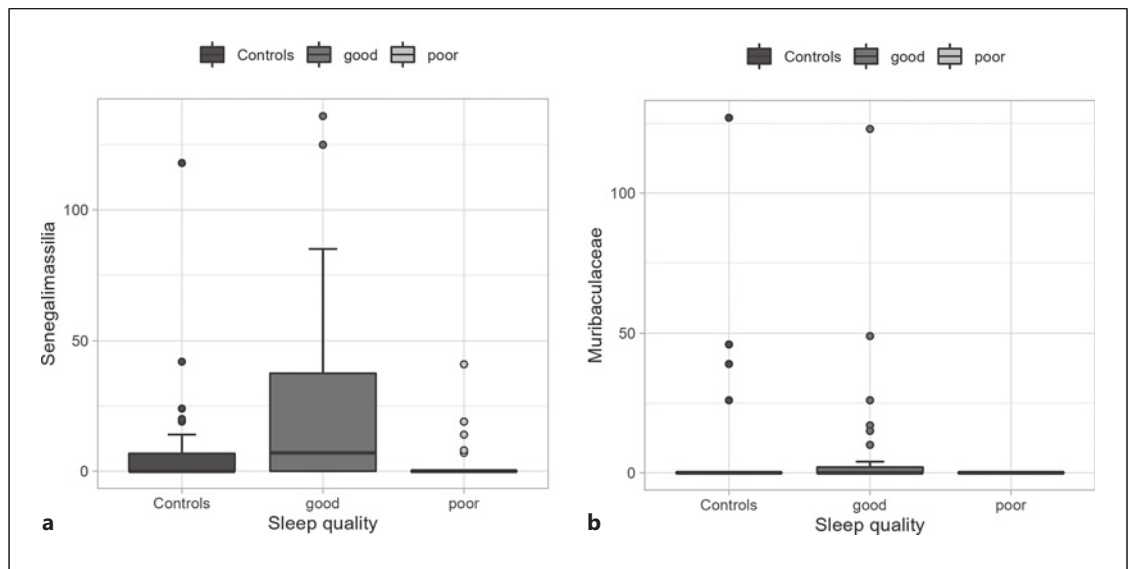 Controls good poor
Senegalimassilia
100
50
0
Controls good poor
Sleep quality
a
Controls good poor
Muribaculaceae
100
50
0
Controls good poor
Sleep quality
b